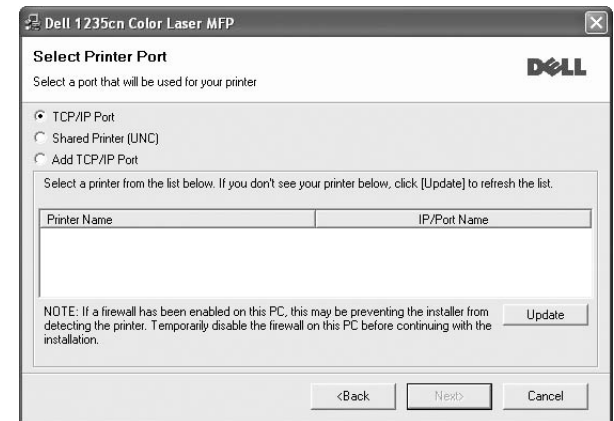 Dell 1235cn Color Laser MFP
Select Printer Port
Select a port that will be used for your printer
DELL
TCP/IP Port
Shared Printer (UNC)
Add TCP/IP Port
Select a printer from the list below. If you don't see your printer below, click [Update] to refresh the list.
Printer Name IP/Port Name
NOTE: If a firewall has been enabled on this PC, this may be preventing the installer from
detecting the printer. Temporarily disable the firewall on this PC before continuing with the
installation.
Update
<Back Next> Cancel